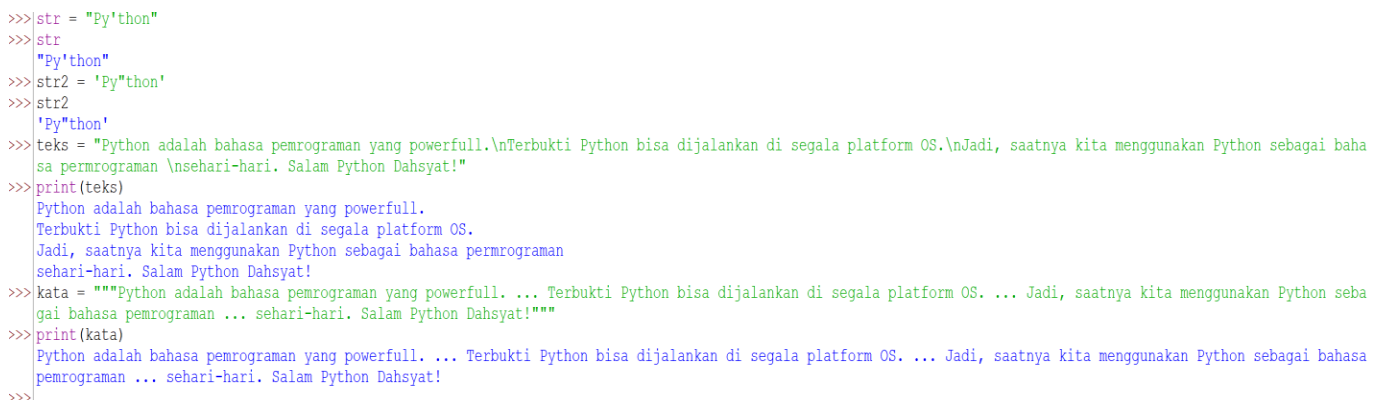 >>> str = "Py'thon"
>>> str
"Py'thon"
>>> str2 = 'Py"thon'
>>> str2
'Py"thon'
>>> teks = "Python adalah bahasa pemrograman yang powerfull.\nTerbukti Python bisa dijalankan di segala platform OS.\nJadi, saatnya kita menggunakan Python sebagai baha
sa permrograman \nsehari-hari. Salam Python Dahsyat!"
>>> print(teks)
Python adalah bahasa pemrograman yang powerfull.
Terbukti Python bisa dijalankan di segala platform OS.
Jadi, saatnya kita menggunakan Python sebagai bahasa permrograman
sehari-hari. Salam Python Dahsyat!
>>> kata = """Python adalah bahasa pemrograman yang powerfull. ... Terbukti Python bisa dijalankan di segala platform OS. ... Jadi, saatnya kita menggunakan Python seba
gai bahasa pemrograman ... sehari-hari. Salam Python Dahsyat!"""
>>> print(kata)
Python adalah bahasa pemrograman yang powerfull. ... Terbukti Python bisa dijalankan di segala platform OS. ... Jadi, saatnya kita menggunakan Python sebagai bahasa
pemrograman ... sehari-hari. Salam Python Dahsyat!
>>>